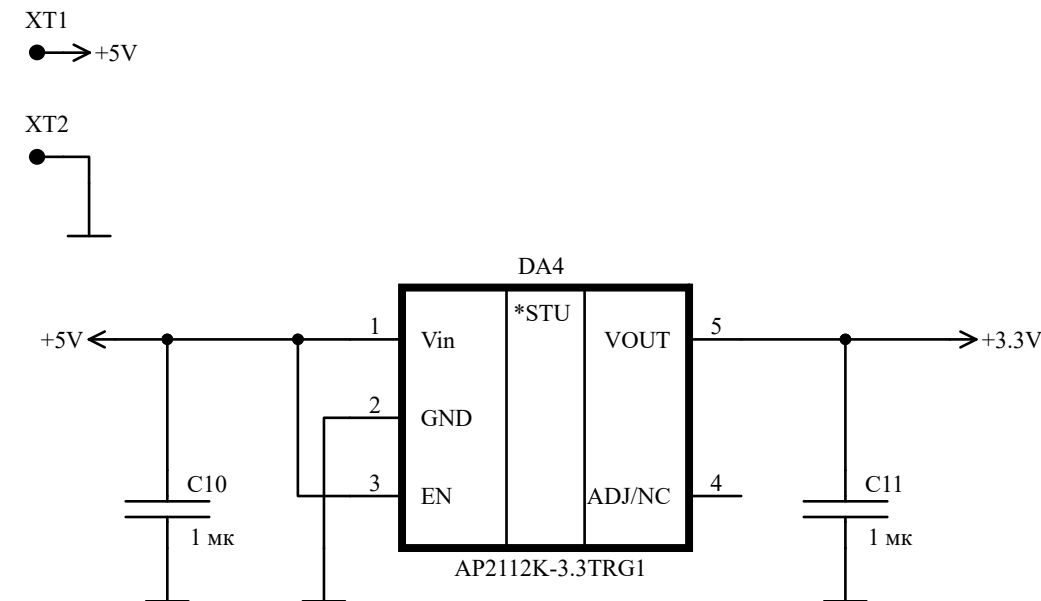 XT1
+5V
XT2
DA4
*STU
+5V
1
Vin
VOUT
5
+3.3V
2
GND
3
EN
ADJ/NC
4
C10
1 мк
C11
1 мк
AP2112K-3.3TRG1